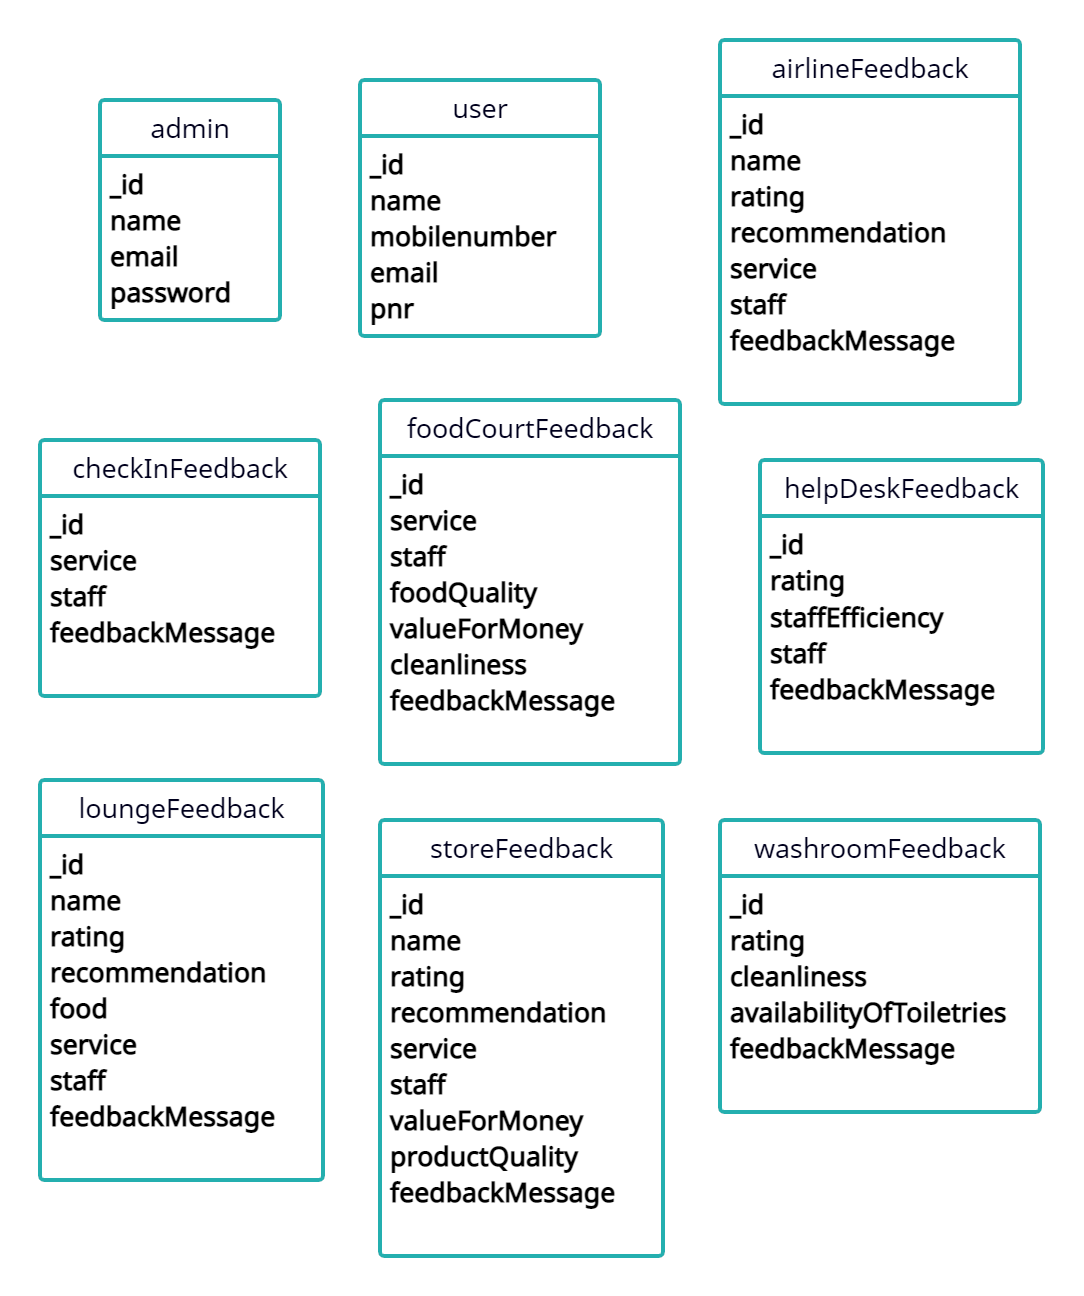 admin
_id
name
email
password
user
_id
name
mobilenumber
email
pnr
airlineFeedback
_id
name
rating
recommendation
service
staff
feedbackMessage
checkInFeedback
_id
service
staff
feedbackMessage
foodCourtFeedback
_id
service
staff
foodQuality
valueForMoney
cleanliness
feedbackMessage
helpDeskFeedback
_id
rating
staffEfficiency
staff
feedbackMessage
loungeFeedback
_id
name
rating
recommendation
food
service
staff
feedbackMessage
storeFeedback
_id
name
rating
recommendation
service
staff
valueForMoney
productQuality
feedbackMessage
washroomFeedback
_id
rating
cleanliness
availabilityOfToiletries
feedbackMessage